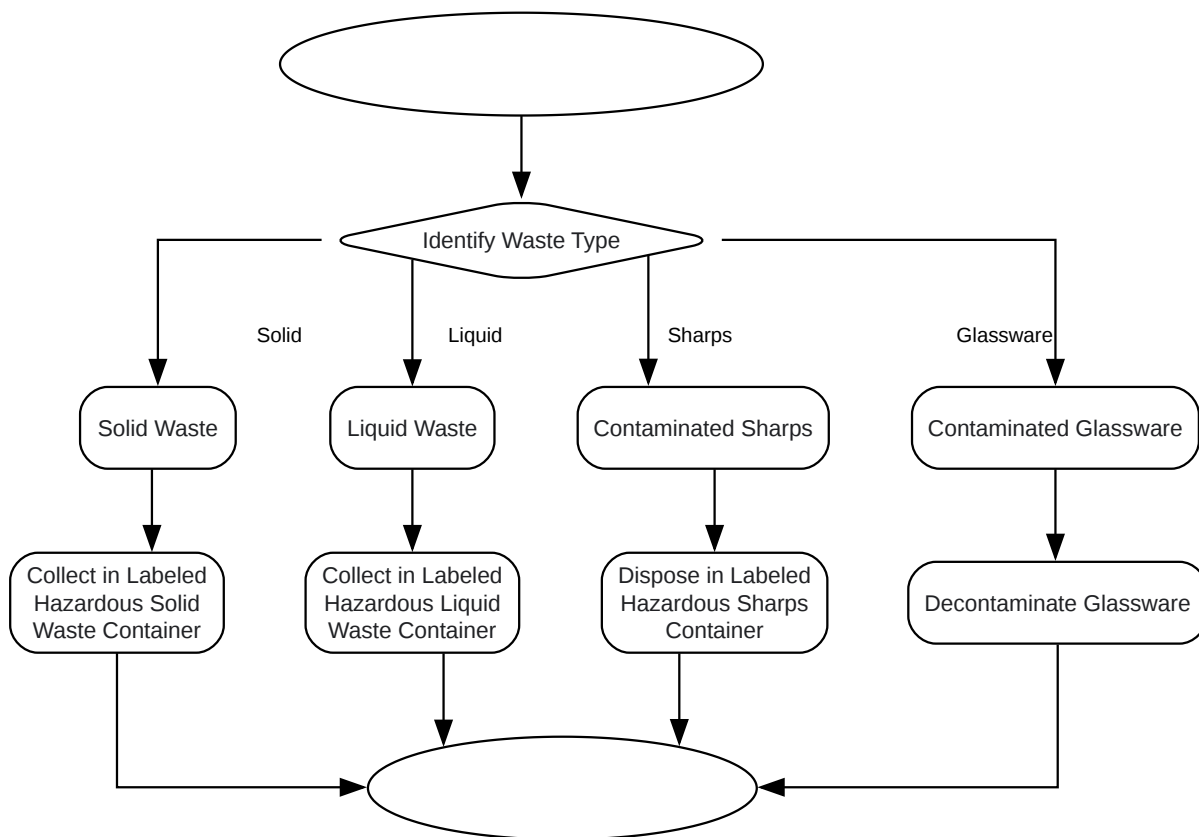 Identify Waste Type
Solid
Liquid
Sharps
Glassware
Solid Waste
Liquid Waste
Contaminated Sharps
Contaminated Glassware
Collect in Labeled
Hazardous Solid
Waste Container
Collect in Labeled
Hazardous Liquid
Waste Container
Dispose in Labeled
Hazardous Sharps
Container
Decontaminate Glassware